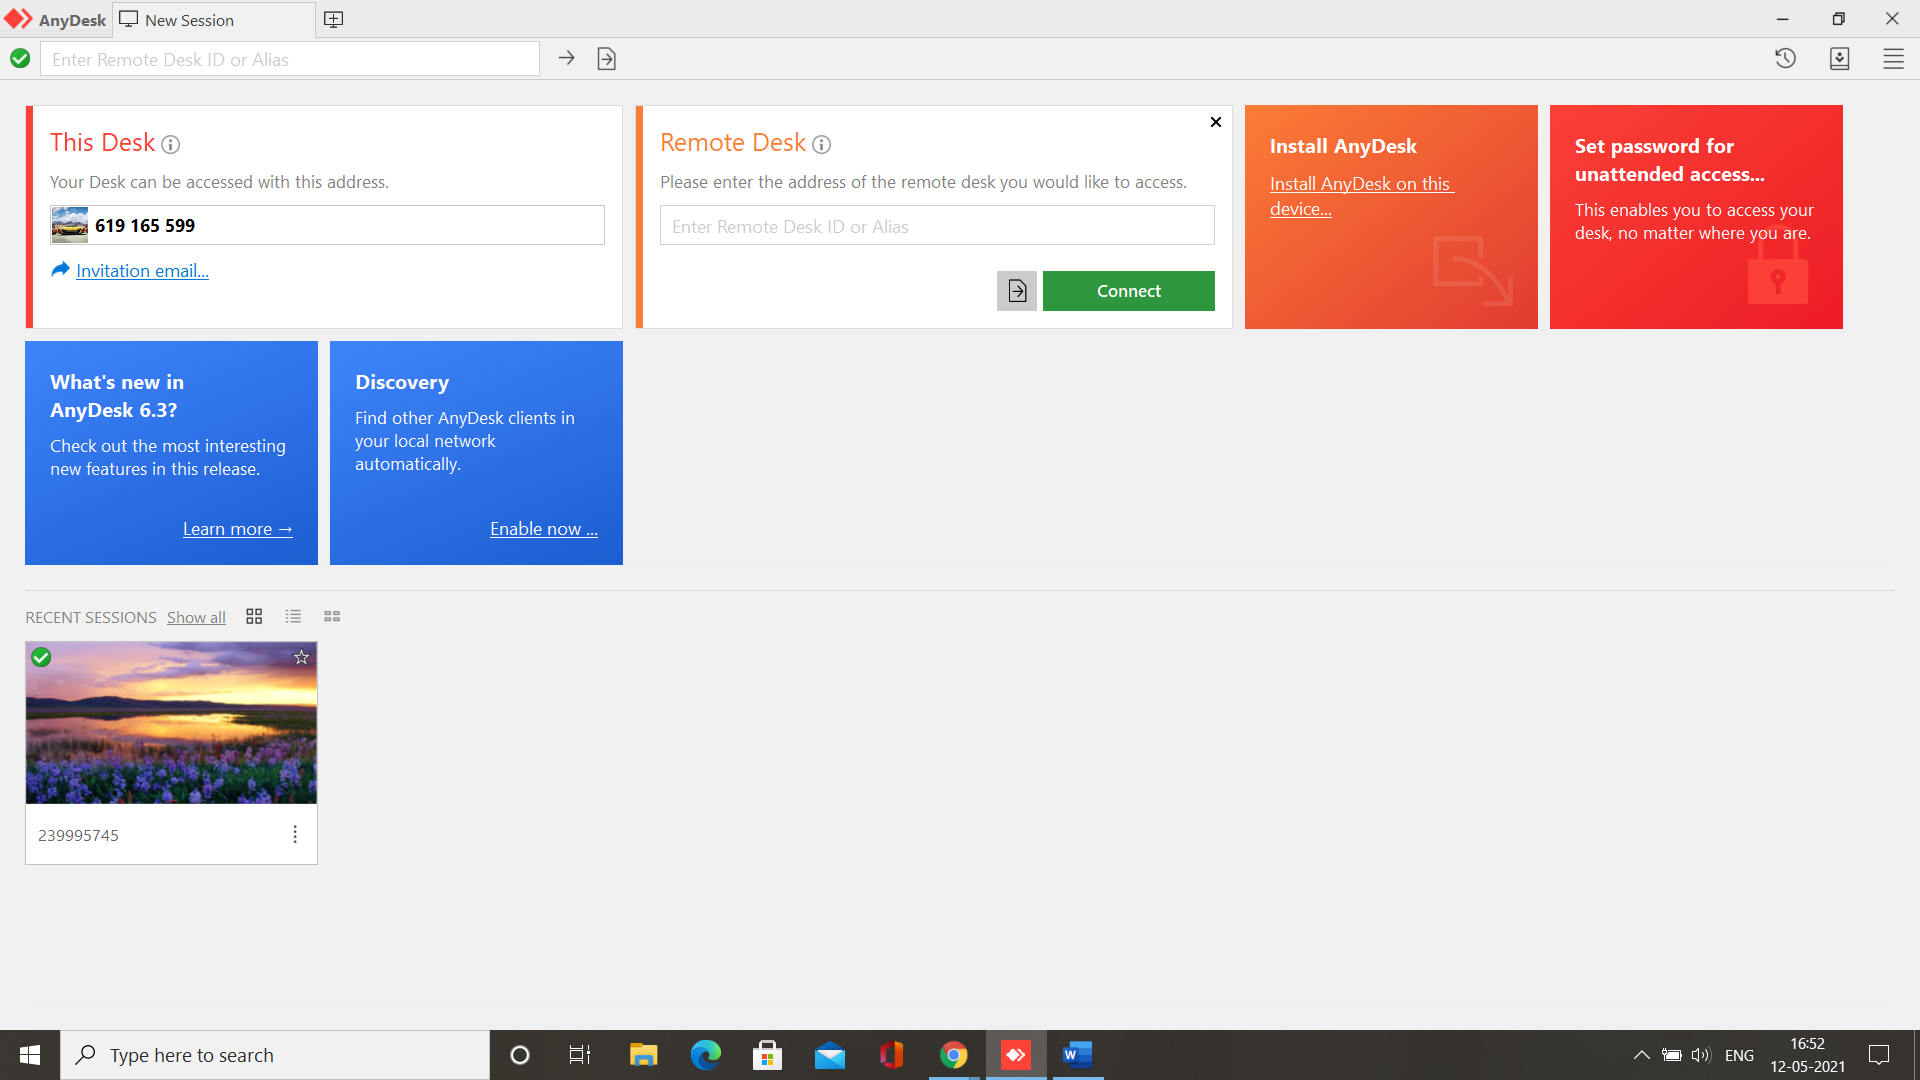 AnyDesk
New Session
Enter Remote Desk ID or Alias
This Desk
Your Desk can be accessed with this address.
619 165 599
Invitation email...
Remote Desk
Please enter the address of the remote desk you would like to access.
Enter Remote Desk ID or Alias
Connect
Install AnyDesk
Install AnyDesk on this
device...
Set password for
unattended access...
This enables you to access your
desk, no matter where you are.
What's new in
AnyDesk 6.3?
Check out the most interesting
new features in this release.
Learn more →
Discovery
Find other AnyDesk clients in
your local network
automatically.
Enable now ...
RECENT SESSIONS Show all
239995745
Type here to search
ENG
16:52
12-05-2021